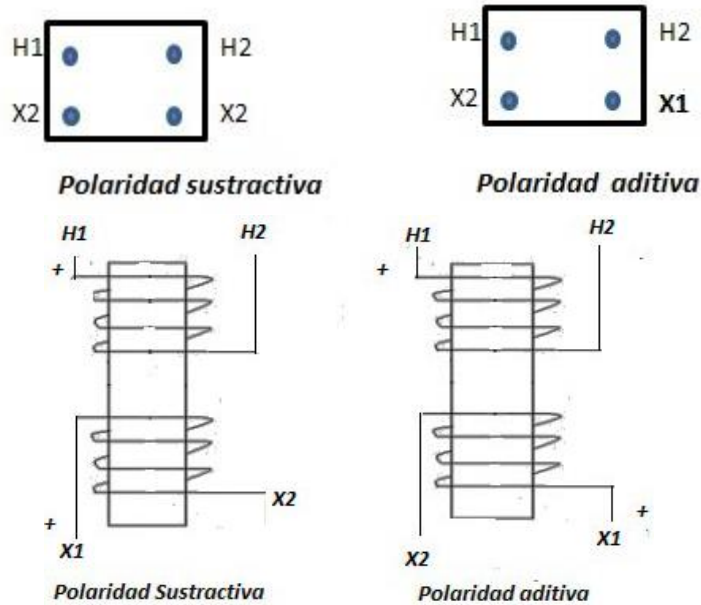 H1 H2
X2 X2
Polaridad sustractiva
H1 H2
X2 X1
Polaridad aditiva
H1 H2
+
X2
+
X1
Polaridad Sustractiva
H1 H2
+
X2 X1 +
Polaridad aditiva